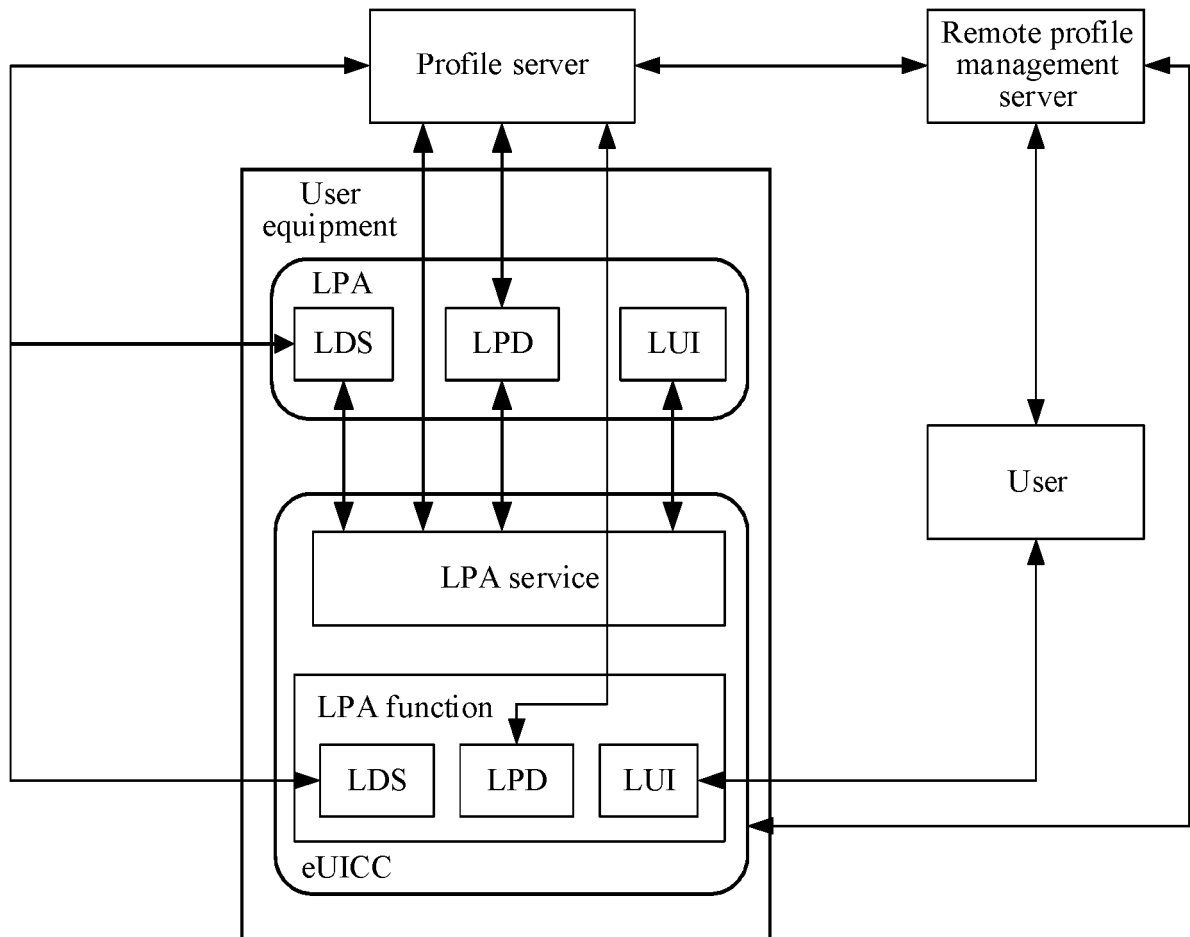 Profile server
Remote profile
management
server
User
equipment
LPA
LDS
LPD
LUI
User
LPA service
LPA function
LDS
LPD
LUI
eUICC